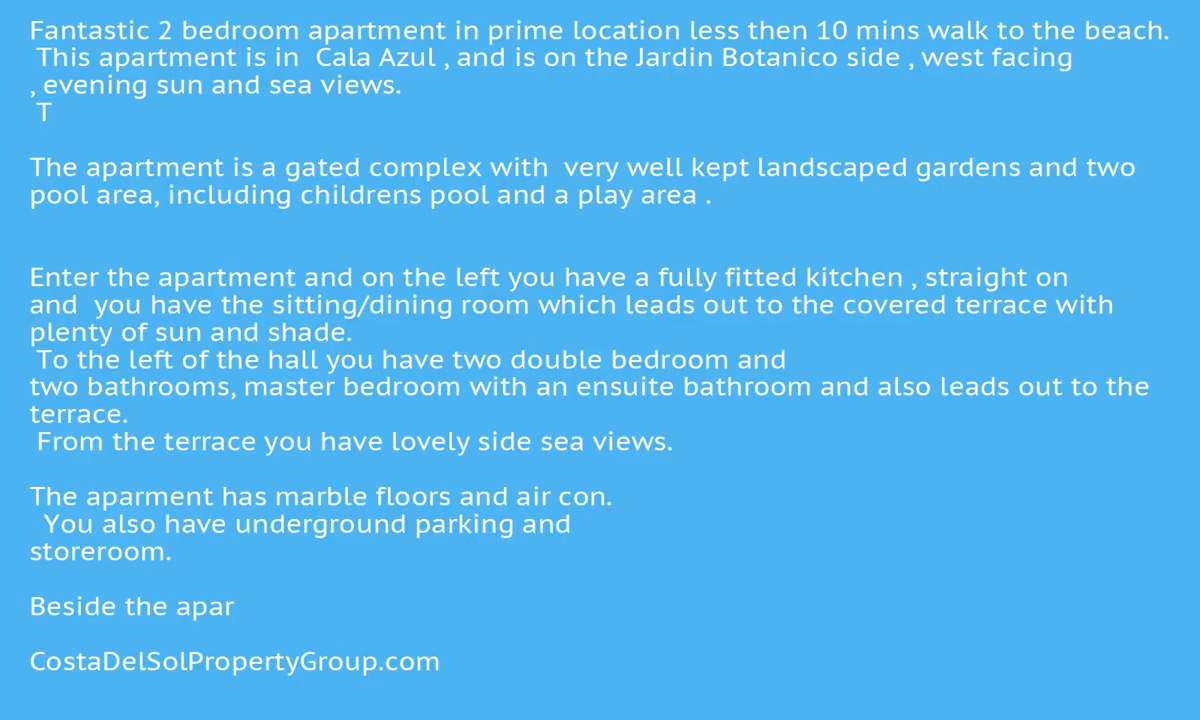 Fantastic 2 bedroom apartment in prime location less then 10 mins walk to the beach.
This apartment is in  Cala Azul , and is on the Jardin Botanico side , west facing
, evening sun and sea views.
T
The apartment is a gated complex with  very well kept landscaped gardens and two
pool area, including childrens pool and a play area .
Enter the apartment and on the left you have a fully fitted kitchen , straight on
and  you have the sitting/dining room which leads out to the covered terrace with
plenty of sun and shade.
To the left of the hall you have two double bedroom and
two bathrooms, master bedroom with an ensuite bathroom and also leads out to the
terrace.
From the terrace you have lovely side sea views.
The aparment has marble floors and air con.
You also have underground parking and
storeroom.
Beside the apar
CostaDelSolPropertyGroup.com